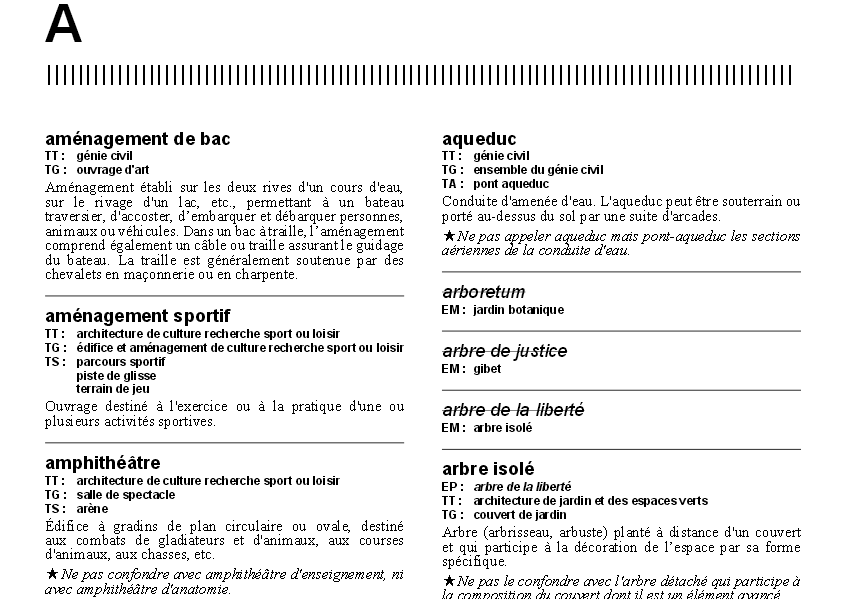 A
aménagement de bac
TT : génie civil
TG : ouvrage d'art
Aménagement établi sur les deux rives d'un cours d'eau,
sur le rivage d'un lac, etc., permettant à un bateau
traversier, d'accoster, d'embarquer et débarquer personnes,
animaux ou véhicules. Dans un bac à traille, l'aménagement
comprend également un câble ou traille assurant le guidage
du bateau. La traille est généralement soutenue par des
chevalets en maçonnerie ou en charpente.
aménagement sportif
TT : architecture de culture recherche sport ou loisir
TG : édifice et aménagement de culture recherche sport ou loisir
TS : parcours sportif
piste de glisse
terrain de jeu
Ouvrage destiné à l'exercice ou à la pratique d'une ou
plusieurs activités sportives.
amphithéâtre
TT : architecture de culture recherche sport ou loisir
TG : salle de spectacle
TS : arène
Édifice à gradins de plan circulaire ou ovale, destiné
aux combats de gladiateurs et d'animaux, aux courses
d'animaux, aux chasses, etc.
★Ne pas confondre avec amphithéâtre d'enseignement, ni
avec amphithéâtre d'anatomie.
aqueduc
TT : génie civil
TG : ensemble du génie civil
TA : pont aqueduc
Conduite d'amenée d'eau. L'aqueduc peut être souterrain ou
porté au-dessus du sol par une suite d'arcades.
★Ne pas appeler aqueduc mais pont-aqueduc les sections
aériennes de la conduite d'eau.
arboretum
EM : jardin botanique
arbre de justice
EM : gibet
arbre de la liberté
EM : arbre isolé
arbre isolé
EP : arbre de la liberté
TT : architecture de jardin et des espaces verts
TG : couvert de jardin
Arbre (arbrisseau, arbuste) planté à distance d'un couvert
et qui participe à la décoration de l'espace par sa forme
spécifique.
★Ne pas le confondre avec l'arbre détaché qui participe à
la composition du couvert dont il est un élément avancé.